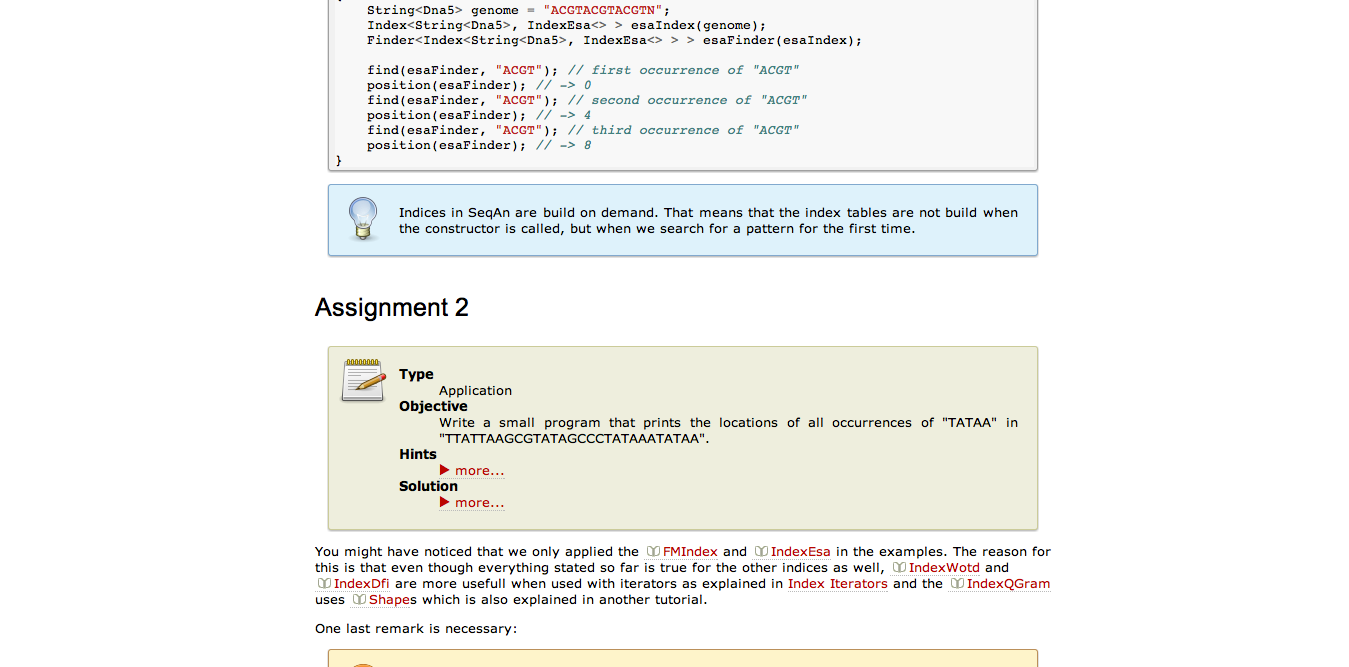 String<Dna5> genome = "ACGTACGTACGTN";
Index<String<Dna5>, IndexEsa<> > esaIndex(genome);
Finder<Index<String<Dna5>, IndexEsa<> > > esaFinder(esaIndex);
find(esaFinder, "ACGT"); // first occurrence of "ACGT"
position(esaFinder); // -> 0
find(esaFinder, "ACGT"); // second occurrence of "ACGT"
position(esaFinder); // -> 4
find(esaFinder, "ACGT"); // third occurrence of "ACGT"
position(esaFinder); // -> 8
}
Indices in SeqAn are build on demand. That means that the index tables are not build when
the constructor is called, but when we search for a pattern for the first time.
Assignment 2
Type
Application
Objective
Write a small program that prints the locations of all occurrences of "TATAA" in
"TTATTAAGCGTATAGCCCTATAAATATAA".
Hints
more...
Solution
more...
You might have noticed that we only applied the FMIndex and IndexEsa in the examples. The reason for
this is that even though everything stated so far is true for the other indices as well, IndexWotd and
IndexDfi are more usefull when used with iterators as explained in Index Iterators and the IndexQGram
uses Shapes which is also explained in another tutorial.
One last remark is necessary: